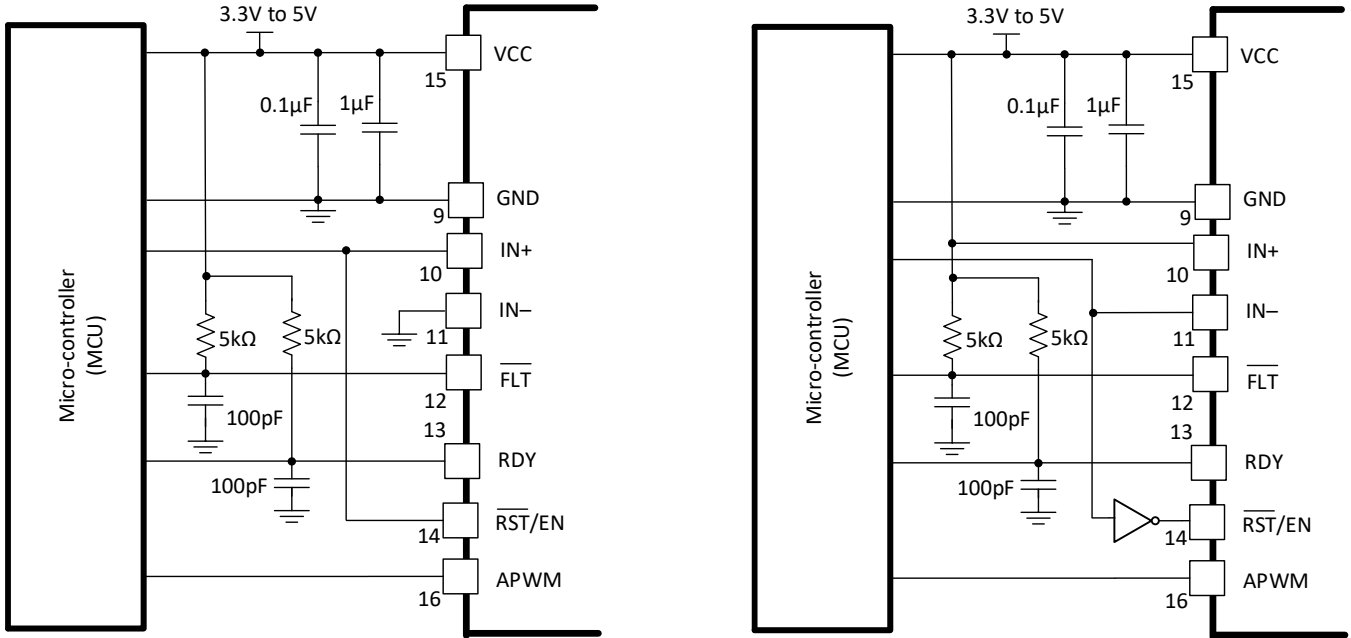 3.3V to 5V
VCC
15
0.1µF
1µF
GND
9
IN+
10
IN–
11
5kΩ
5kΩ
FLT
12
100pF
13
RDY
100pF
RST/EN
14
APWM
16
Micro-controller
(MCU)
3.3V to 5V
VCC
15
0.1µF
1µF
GND
9
IN+
10
IN–
11
5kΩ
5kΩ
FLT
12
100pF
13
RDY
100pF
RST/EN
14
APWM
16
Micro-controller
(MCU)